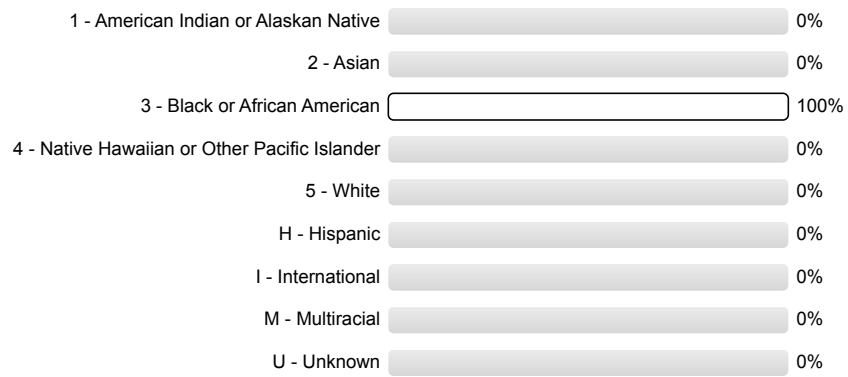 1 - American Indian or Alaskan Native 0%
2 - Asian 0%
3 - Black or African American 100%
4 - Native Hawaiian or Other Pacific Islander 0%
5 - White 0%
H - Hispanic 0%
I - International 0%
M - Multiracial 0%
U - Unknown 0%